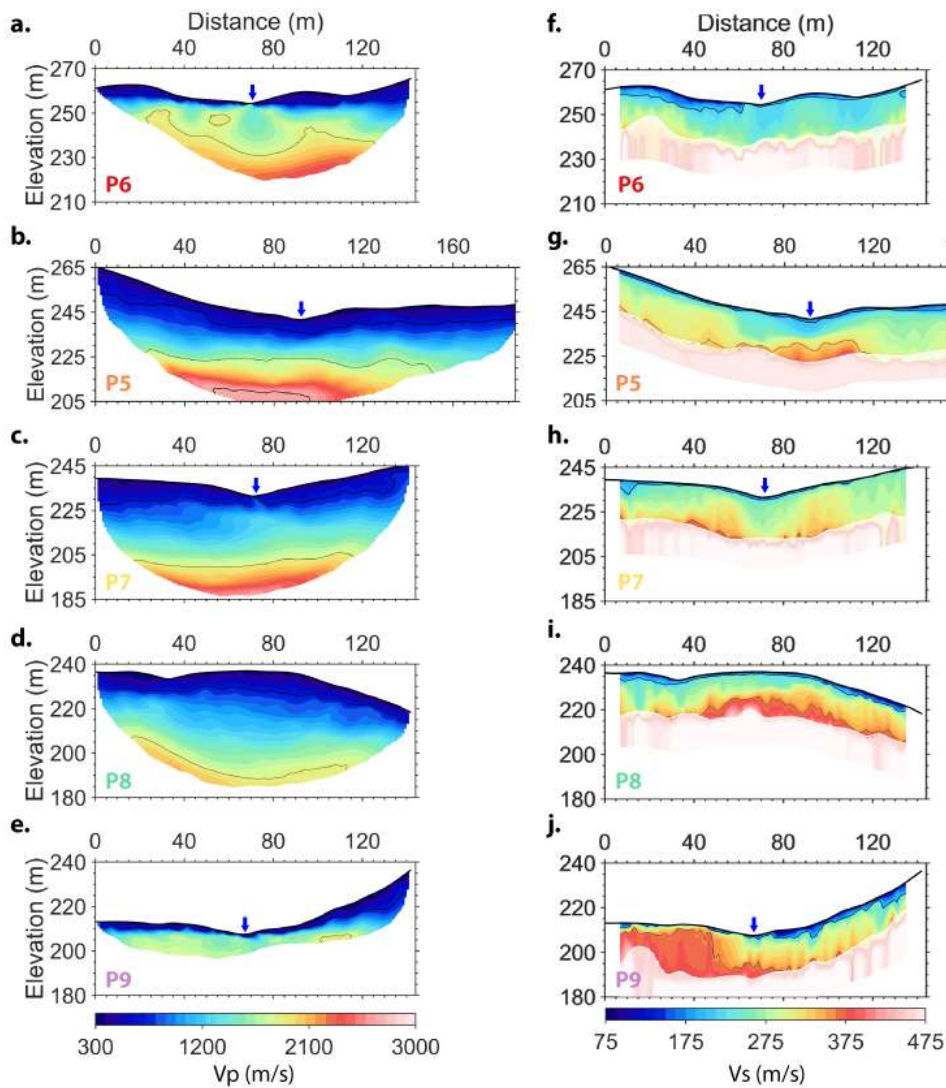 a.
Distance (m)
0 40 80 120
270
250
230
210
Elevation (m)
P6
b.
0 40 80 120 160
265
245
225
205
Elevation (m)
P5
c.
0 40 80 120
245
225
205
185
Elevation (m)
P7
d.
0 40 80 120
240
220
200
180
Elevation (m)
P8
e.
0 40 80 120
240
220
200
180
Elevation (m)
P9
300 1200 2100 3000
Vp (m/s)
f.
Distance (m)
0 40 80 120
270
250
230
210
P6
g.
0 40 80 120
265
245
225
205
P5
h.
0 40 80 120
245
225
205
185
P7
i.
0 40 80 120
240
220
200
180
P8
j.
0 40 80 120
240
220
200
180
P9
75 175 275 375 475
Vs (m/s)